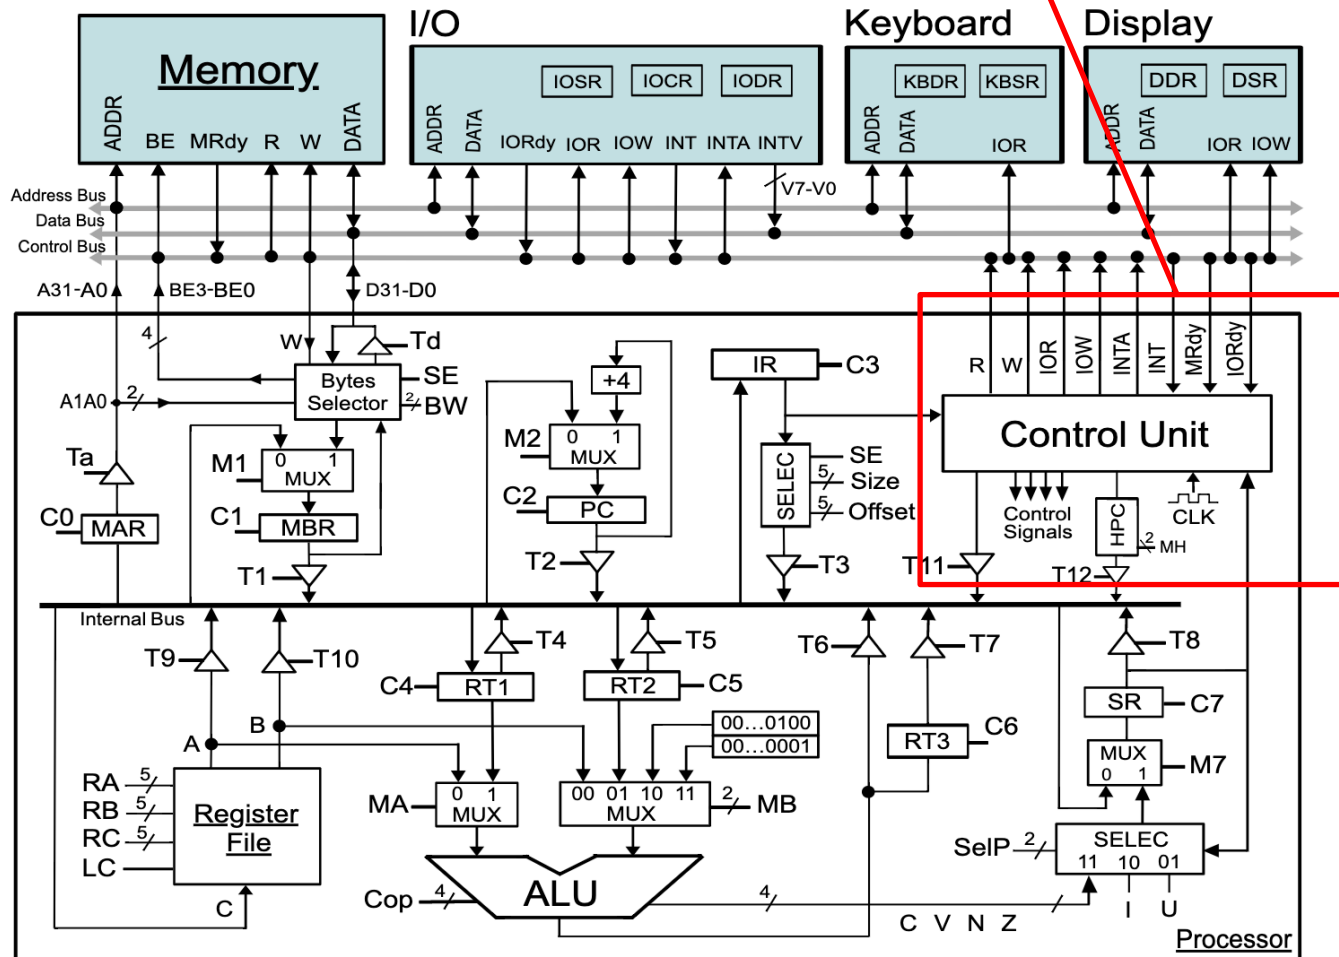 I/O
Keyboard
Display
Memory
IOSR
IOCR
IODR
KBDR
KBSR
DDR
DSR
ADDR
BE
MRdy
R
W
DATA
ADDR
DATA
IORdy
IOR
IOW
INT
INTA
INTV
ADDR
DATA
IOR
ADDR
DATA
IOR
IOW
V7-V0
Address Bus
Data Bus
Control Bus
A31-A0
BE3-BE0
D31-D0
4
W
Td
R
W
IOR
IOW
INTA
INT
MRdy
IORdy
Bytes
Selector
SE
2
BW
A1A0
2
+4
IR
C3
Control Unit
Ta
M1
0 1
MUX
M2
0 1
MUX
SELEC
SE
5
Size
5
Offset
C0
MAR
C1
MBR
C2
PC
Control
Signals
HPC
2
MH
CLK
T1
T2
T3
T11
T12
Internal Bus
T9
T10
T4
T5
T6
T7
T8
C4
RT1
RT2
C5
SR
C7
A
B
00...0100
00...0001
RT3
C6
MUX
0 1
M7
RA
5
RB
5
RC
5
LC
Register
File
MA
0 1
MUX
00 01 10 11
MUX
2
MB
SelP
2
SELEC
11 10 01
C
Cop
4
ALU
4
C V N Z
I
U
Processor